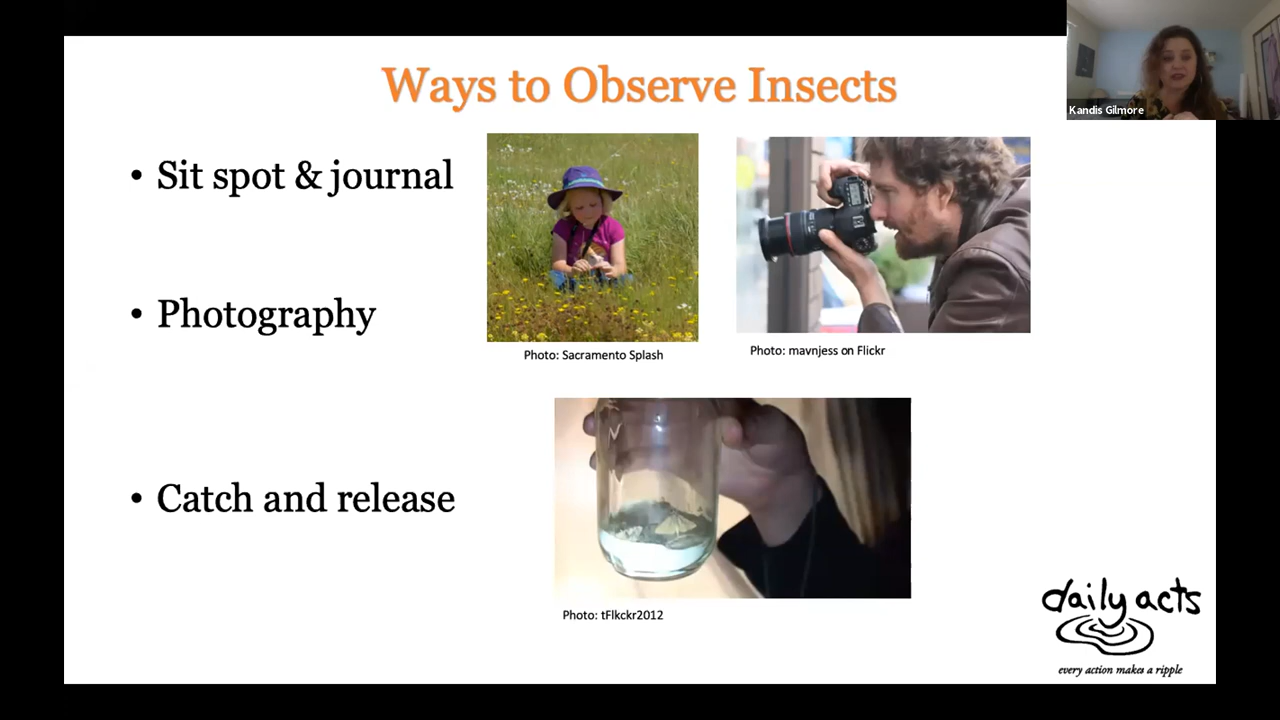 Kandis Gilmore
Ways to Observe Insects
• Sit spot & journal
• Photography
• Catch and release
Photo: Sacramento Splash
Photo: mavnjess on Flickr
Photo: tFlkckr2012
daily acts
every action makes a ripple